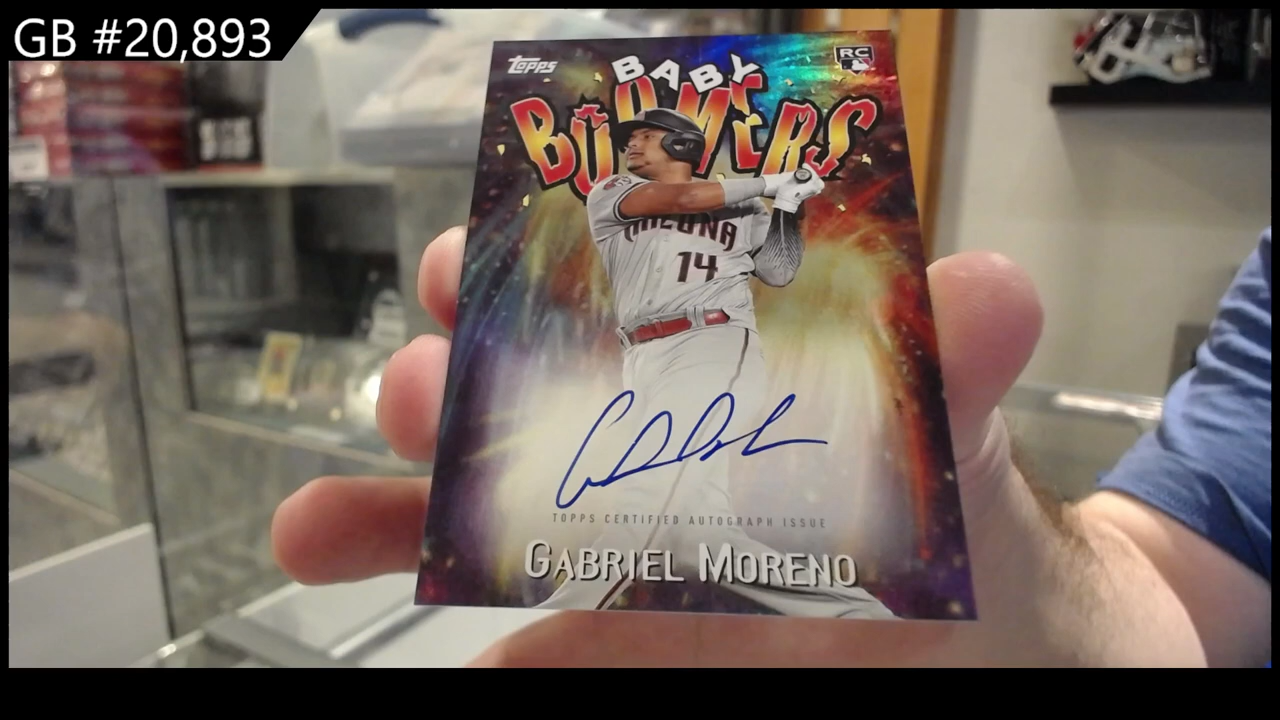 GB #20,893
Topps
RC
BABY
BOOMERS
ARIZONA
14
TOPPS CERTIFIED AUTOGRAPH ISSUE
GABRIEL MORENO